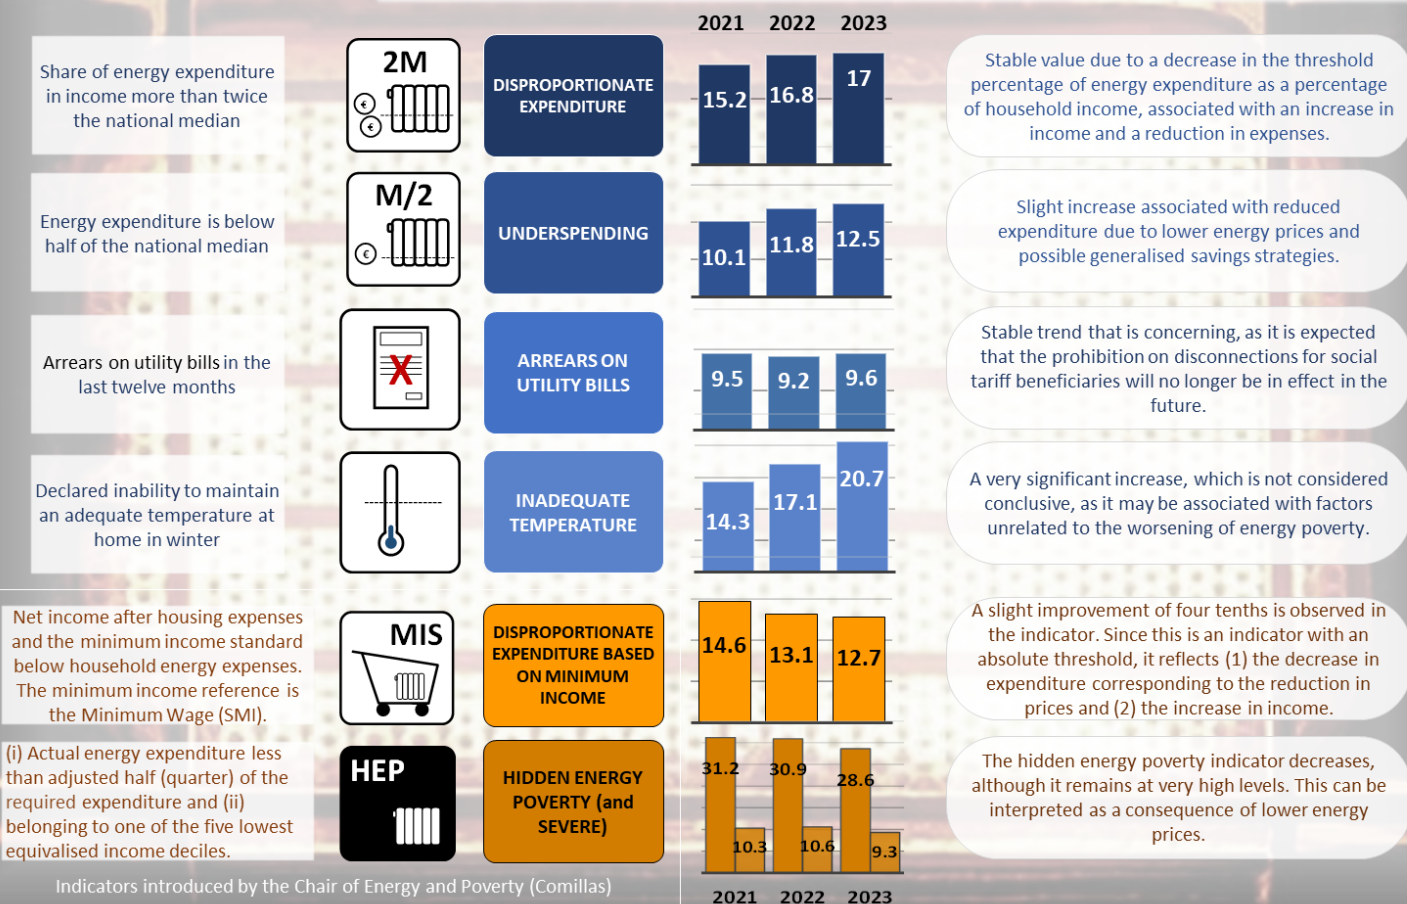 2021 2022 2023
Share of energy expenditure
in income more than twice
the national median
2M
€
€
DISPROPORTIONATE
EXPENDITURE
15.2 16.8 17
Stable value due to a decrease in the threshold
percentage of energy expenditure as a percentage
of household income, associated with an increase in
income and a reduction in expenses.
Energy expenditure is below
half of the national median
M/2
€
UNDERSPENDING
10.1 11.8 12.5
Slight increase associated with reduced
expenditure due to lower energy prices and
possible generalised savings strategies.
Arrears on utility bills in the
last twelve months
X
ARREARS ON
UTILITY BILLS
9.5 9.2 9.6
Stable trend that is concerning, as it is expected
that the prohibition on disconnections for social
tariff beneficiaries will no longer be in effect in the
future.
Declared inability to maintain
an adequate temperature at
home in winter
INADEQUATE
TEMPERATURE
14.3 17.1 20.7
A very significant increase, which is not considered
conclusive, as it may be associated with factors
unrelated to the worsening of energy poverty.
Net income after housing expenses
and the minimum income standard
below household energy expenses.
The minimum income reference is
the Minimum Wage (SMI).
MIS
DISPROPORTIONATE
EXPENDITURE BASED
ON MINIMUM
INCOME
14.6 13.1 12.7
A slight improvement of four tenths is observed in
the indicator. Since this is an indicator with an
absolute threshold, it reflects (1) the decrease in
expenditure corresponding to the reduction in
prices and (2) the increase in income.
(i) Actual energy expenditure less
than adjusted half (quarter) of the
required expenditure and (ii)
belonging to one of the five lowest
equivalised income deciles.
HEP
HIDDEN ENERGY
POVERTY (and
SEVERE)
31.2 10.3 30.9 10.6 28.6 9.3
The hidden energy poverty indicator decreases,
although it remains at very high levels. This can be
interpreted as a consequence of lower energy
prices.
Indicators introduced by the Chair of Energy and Poverty (Comillas)
2021 2022 2023